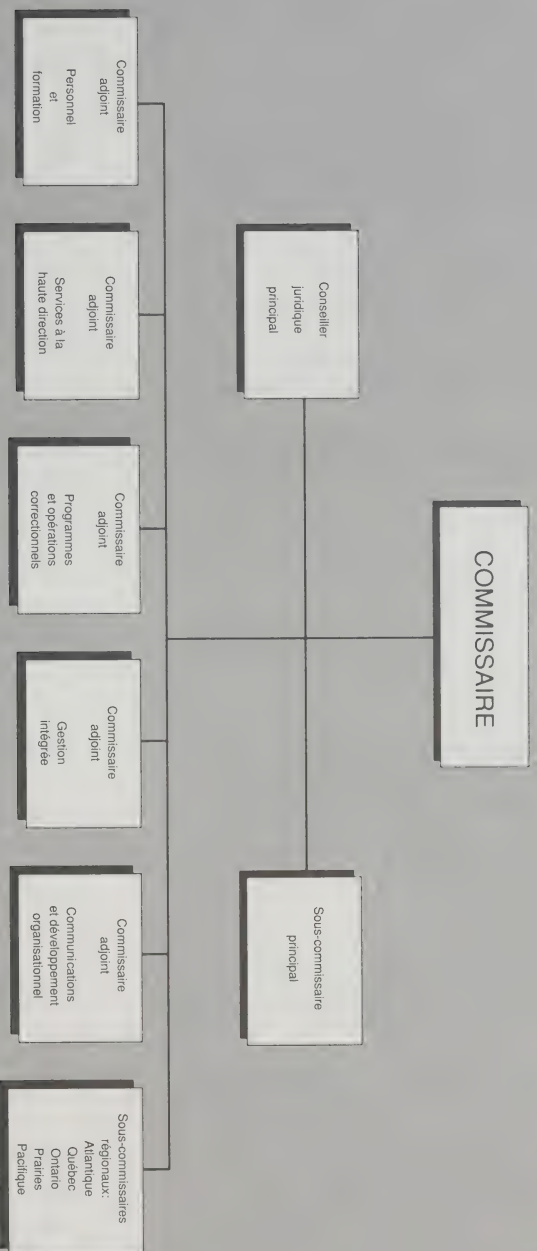 COMMISSAIRE
Conseiller
juridique
principal
Sous-commissaire
principal
Commissaire
adjoint
Personnel
et
formation
Commissaire
adjoint
Services à la
haute direction
Commissaire
adjoint
Programmes
et opérations
correctionnels
Commissaire
adjoint
Gestion
intégrée
Commissaire
adjoint
Communications
et développement
organisationnel
Sous-commissaires
régionaux:
Atlantique
Québec
Ontario
Prairies
Pacifique